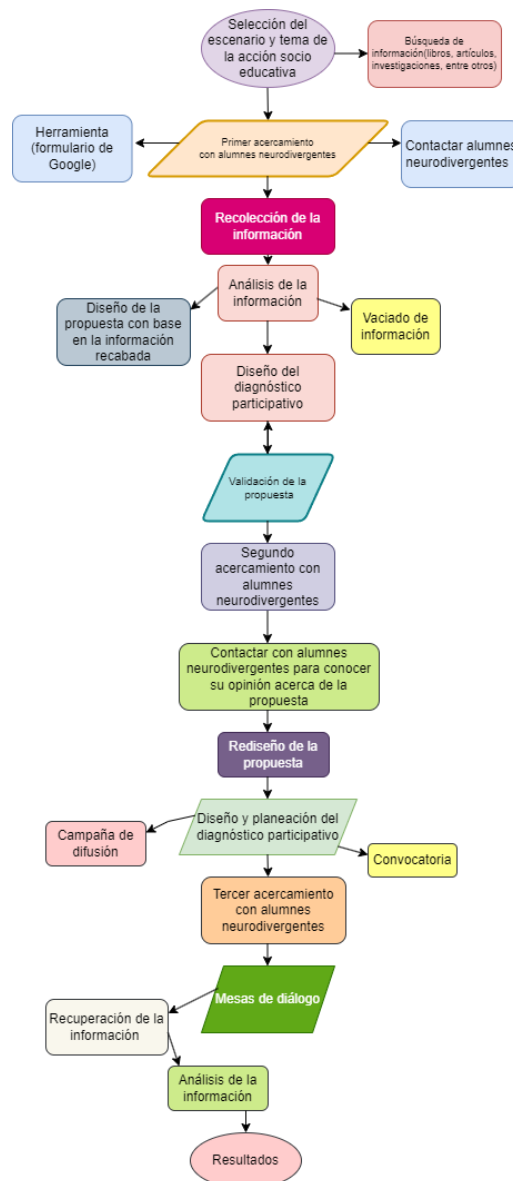 Selección del
escenario y tema de
la acción socio
educativa
Búsqueda de
información(libros, artículos,
investigaciones, entre otros)
Herramienta
(formulario de
Google)
Primer acercamiento
con alumnes neurodivergentes
Contactar alumnes
neurodivergentes
Recolección de la
información
Análisis de la
información
Diseño de la
propuesta con base
en la información
recabada
Vaciado de
información
Diseño del
diagnóstico
participativo
Validación de la
propuesta
Segundo
acercamiento con
alumnes
neurodivergentes
Contactar con alumnes
neurodivergentes para conocer
su opinión acerca de la
propuesta
Rediseño de la
propuesta
Diseño y planeación del
diagnóstico participativo
Campaña de
difusión
Convocatoria
Tercer acercamiento
con alumnes
neurodivergentes
Mesas de diálogo
Recuperación de la
información
Análisis de la
información
Resultados